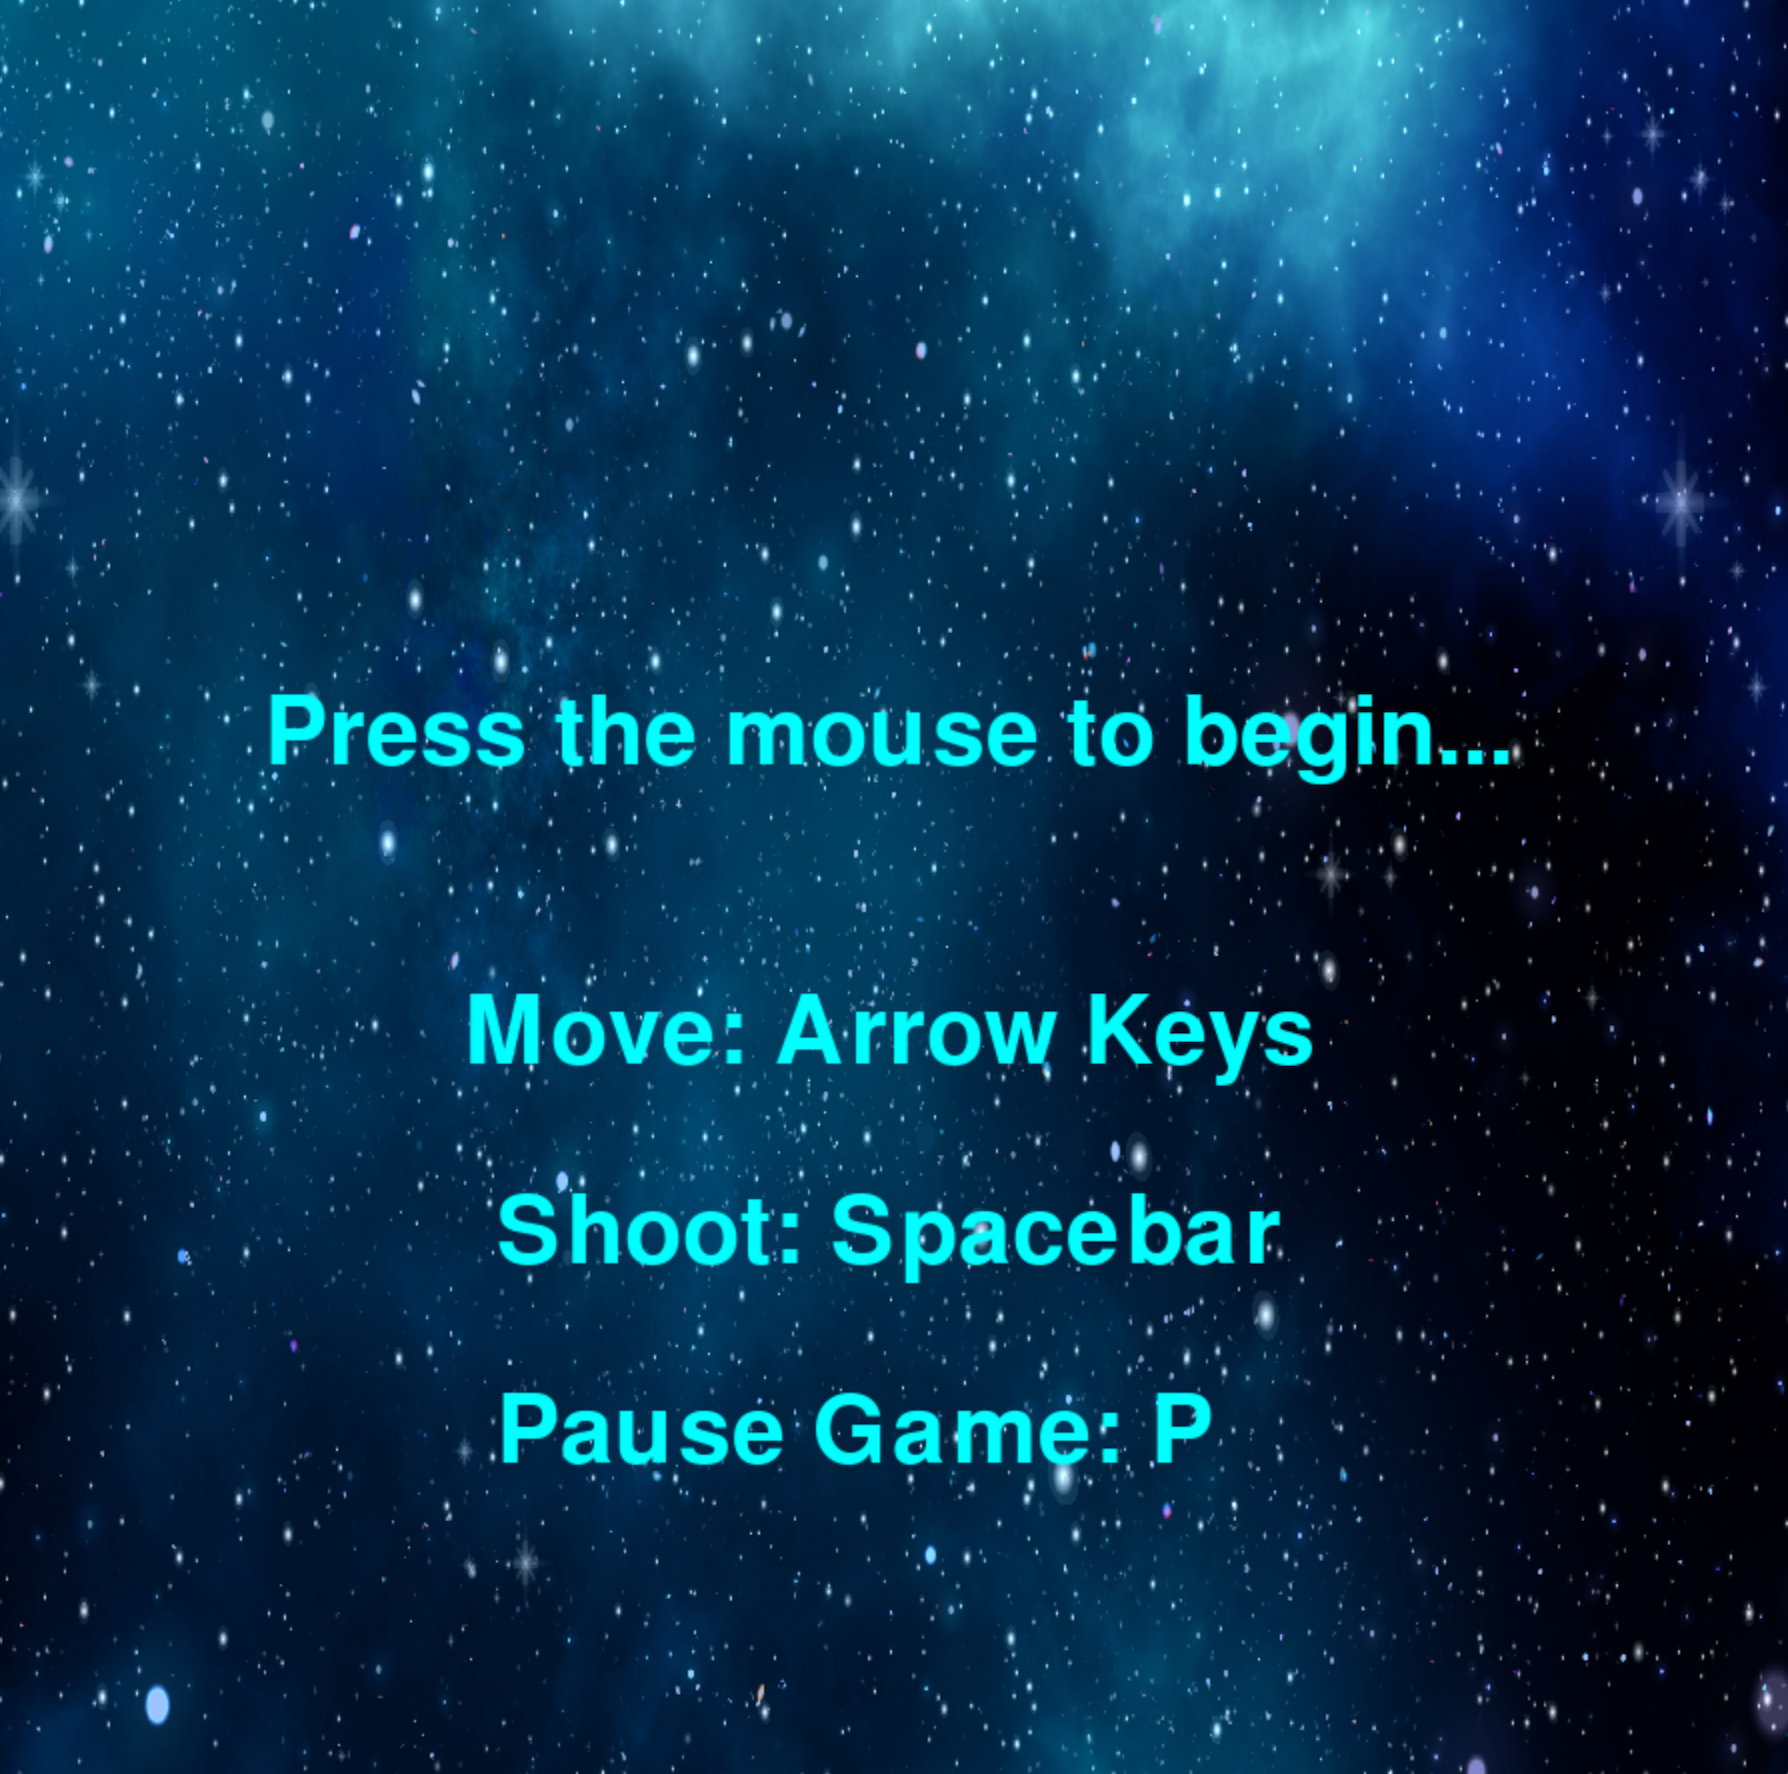 Press the mouse to begin...
Move: Arrow Keys
Shoot: Spacebar
Pause Game: P